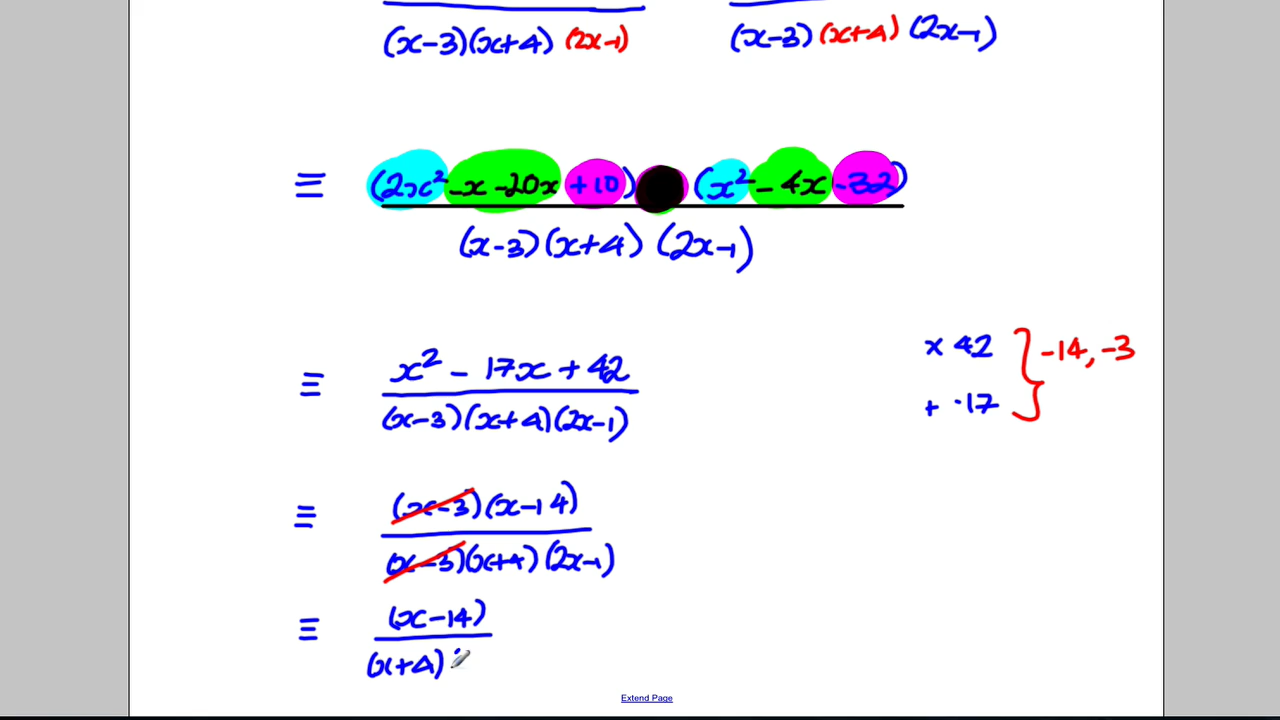 (x-3)(x+4) (2x-1) (x-3) (x+4) (2x-1)
≡ (2x² -x -20x +10) (x² - 4x -32)
(x-3)(x+4) (2x-1)
× 42
≡ x² - 17x + 42
-14, -3
+ -17
(x-3)(x+4)(2x-1)
≡ (x-3)(x-14)
(x-3)(x+4)(2x-1)
≡ (x-14)
(x+4)
Extend Page